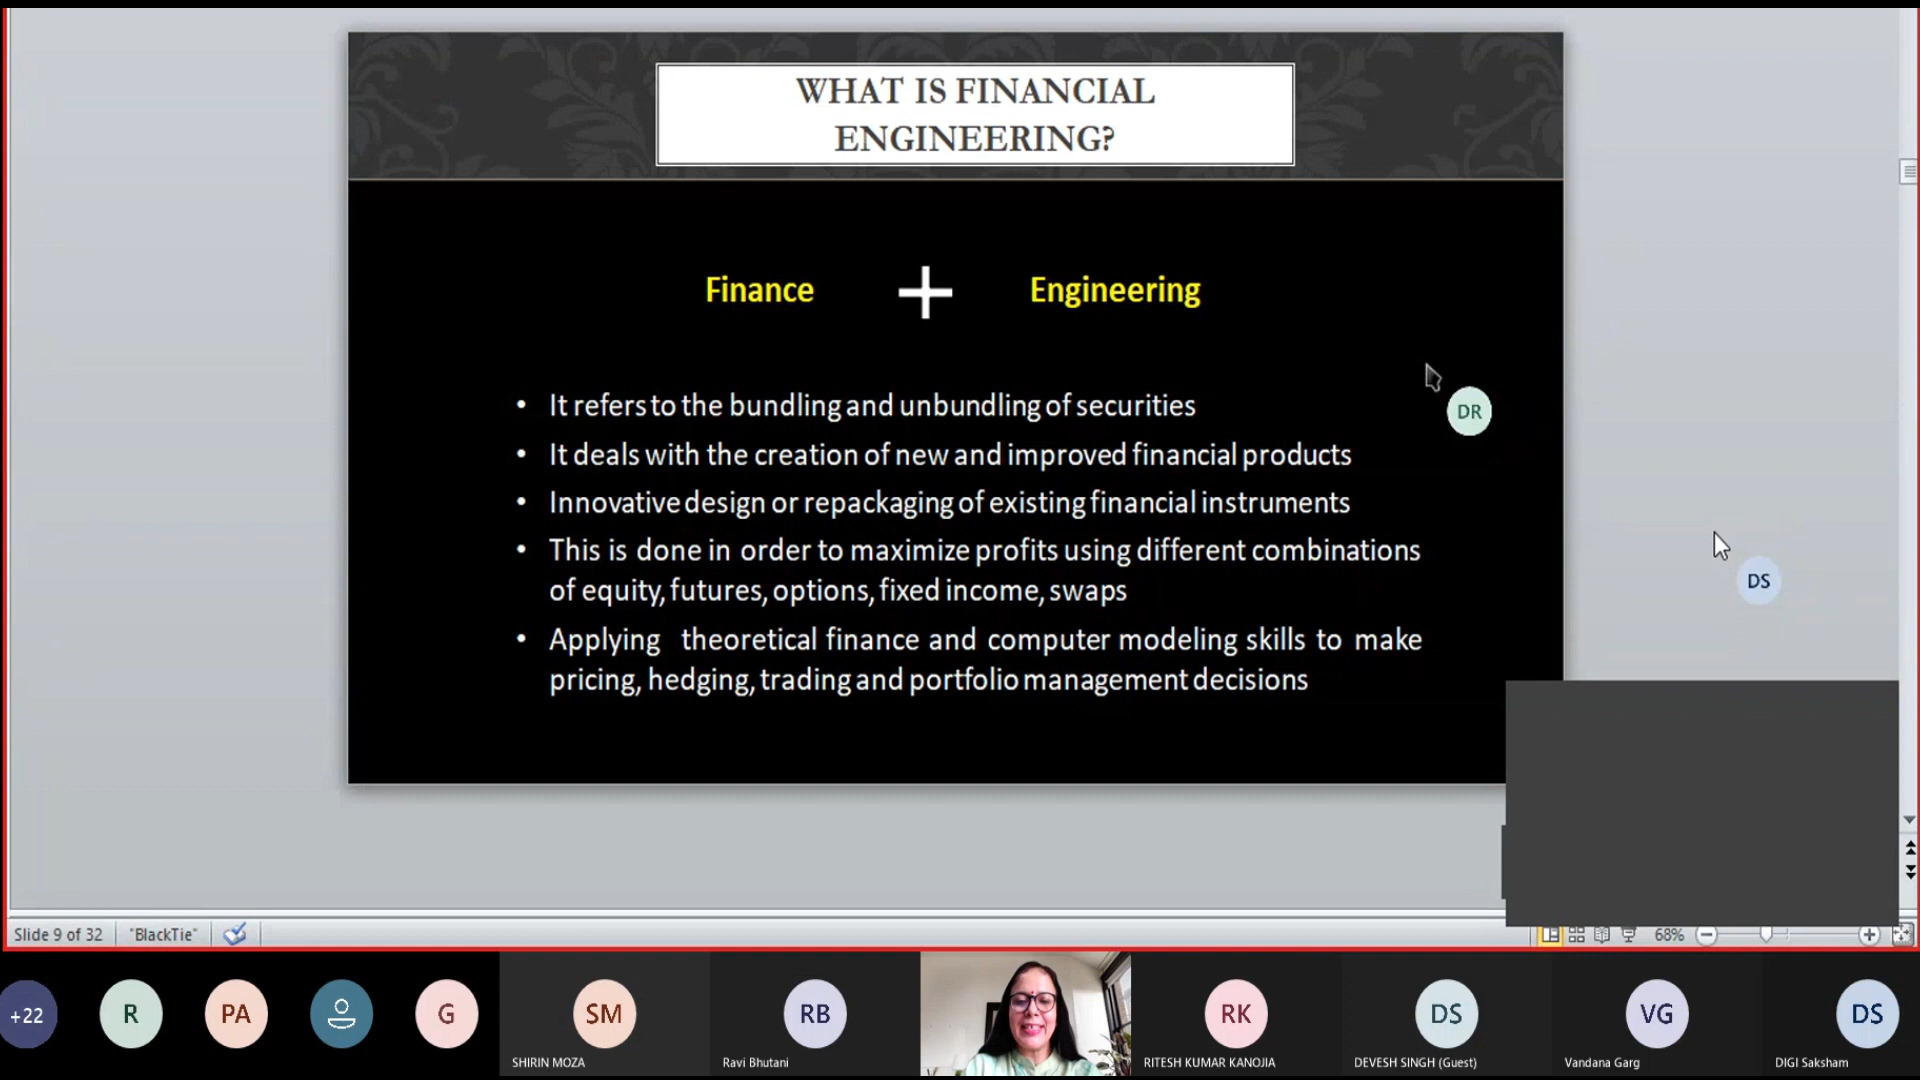 WHAT IS FINANCIAL
ENGINEERING?
Finance + Engineering
• It refers to the bundling and unbundling of securities
DR
• It deals with the creation of new and improved financial products
• Innovative design or repackaging of existing financial instruments
• This is done in order to maximize profits using different combinations
of equity, futures, options, fixed income, swaps
DS
• Applying theoretical finance and computer modeling skills to make
pricing, hedging, trading and portfolio management decisions
Slide 9 of 32 "BlackTie" 68%
+22 R PA G SM RB RK DS VG DS
SHIRIN MOZA Ravi Bhutani RITESH KUMAR KANOJIA DEVESH SINGH (Guest) Vandana Garg DIGI Saksham